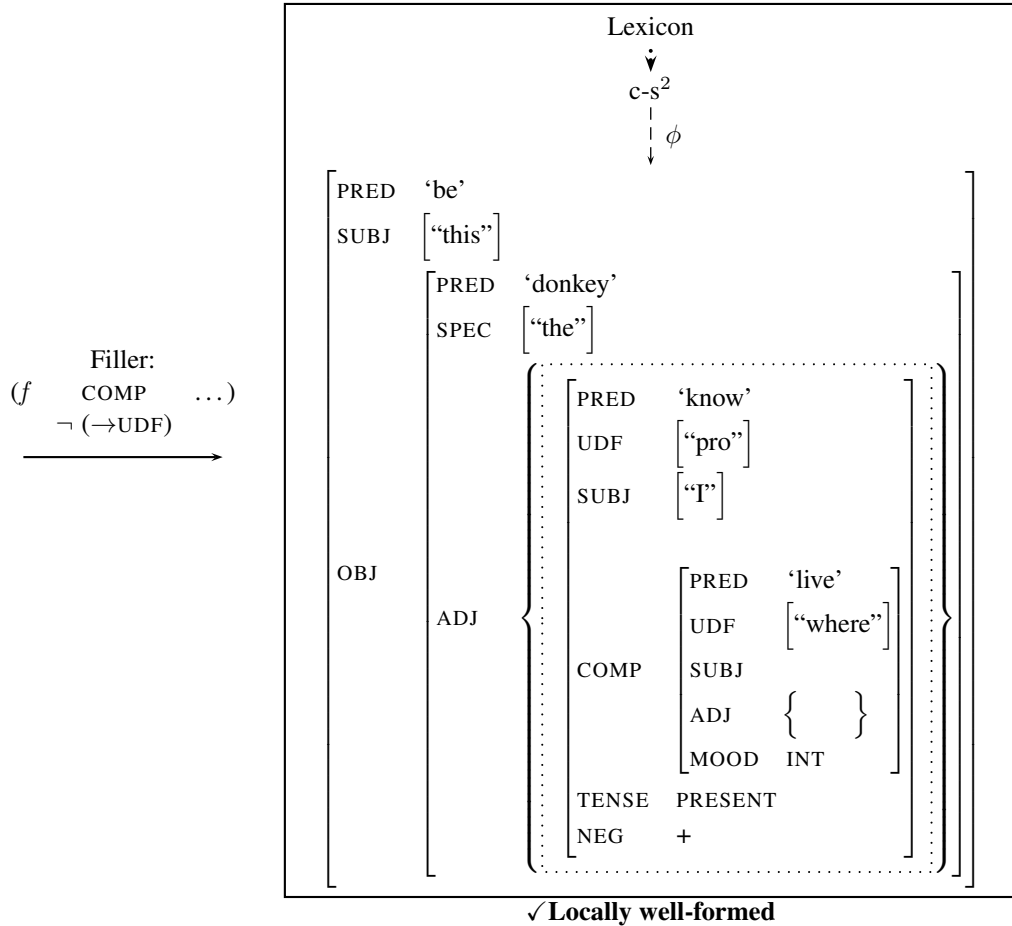 Lexicon
c-s²
ϕ
PRED ‘be’
SUBJ [“this”]
PRED ‘donkey’
SPEC [“the”]
Filler:
(f COMP …)
¬ (→UDF)
PRED ‘know’
UDF [“pro”]
SUBJ [“I”]
OBJ
ADJ
PRED ‘live’
UDF [“where”]
COMP SUBJ
ADJ { }
MOOD INT
TENSE PRESENT
NEG +
✓Locally well-formed